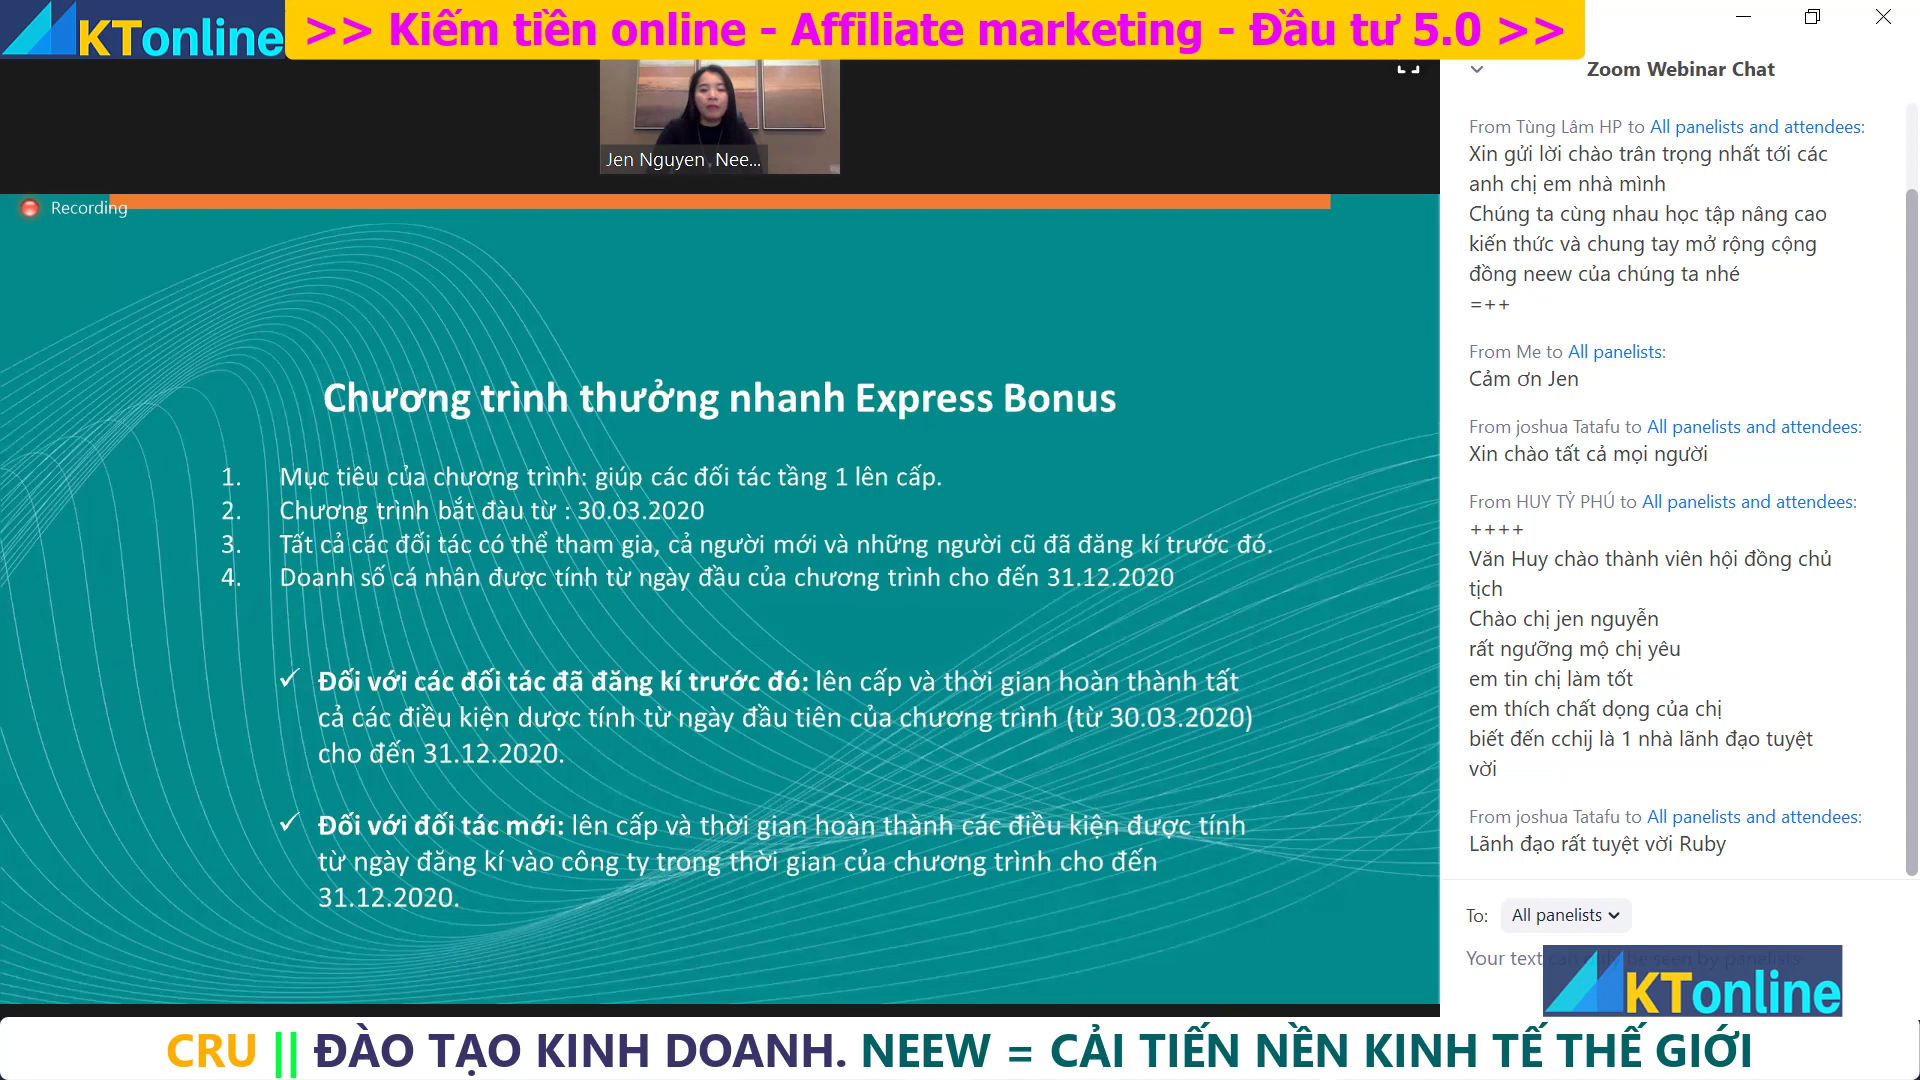 KTonline
>> Kiếm tiền online - Affiliate marketing - Đầu tư 5.0 >>
Jen Nguyen Nee...
Recording
Chương trình thưởng nhanh Express Bonus
1. Mục tiêu của chương trình: giúp các đối tác tầng 1 lên cấp.
2. Chương trình bắt đàu từ : 30.03.2020
3. Tất cả các đối tác có thể tham gia, cả người mới và những người cũ đã đăng kí trước đó.
4. Doanh số cá nhân được tính từ ngày đầu của chương trình cho đến 31.12.2020
✓ Đối với các đối tác đã đăng kí trước đó: lên cấp và thời gian hoàn thành tất
cả các điều kiện dược tính từ ngày đầu tiên của chương trình (từ 30.03.2020)
cho đến 31.12.2020.
✓ Đối với đối tác mới: lên cấp và thời gian hoàn thành các điều kiện được tính
từ ngày đăng kí vào công ty trong thời gian của chương trình cho đến
31.12.2020.
Zoom Webinar Chat
From Tùng Lâm HP to All panelists and attendees:
Xin gửi lời chào trân trọng nhất tới các
anh chị em nhà mình
Chúng ta cùng nhau học tập nâng cao
kiến thức và chung tay mở rộng cộng
đồng neew của chúng ta nhé
=++
From Me to All panelists:
Cảm ơn Jen
From joshua Tatafu to All panelists and attendees:
Xin chào tất cả mọi người
From HUY TỶ PHÚ to All panelists and attendees:
++++
Văn Huy chào thành viên hội đồng chủ
tịch
Chào chị jen nguyễn
rất ngưỡng mộ chị yêu
em tin chị làm tốt
em thích chất dọng của chị
biết đến cchij là 1 nhà lãnh đạo tuyệt
vời
From joshua Tatafu to All panelists and attendees:
Lãnh đạo rất tuyệt vời Ruby
To: All panelists
Your text can only be seen by panelists
KTonline
CRU || ĐÀO TẠO KINH DOANH. NEEW = CẢI TIẾN NỀN KINH TẾ THẾ GIỚI